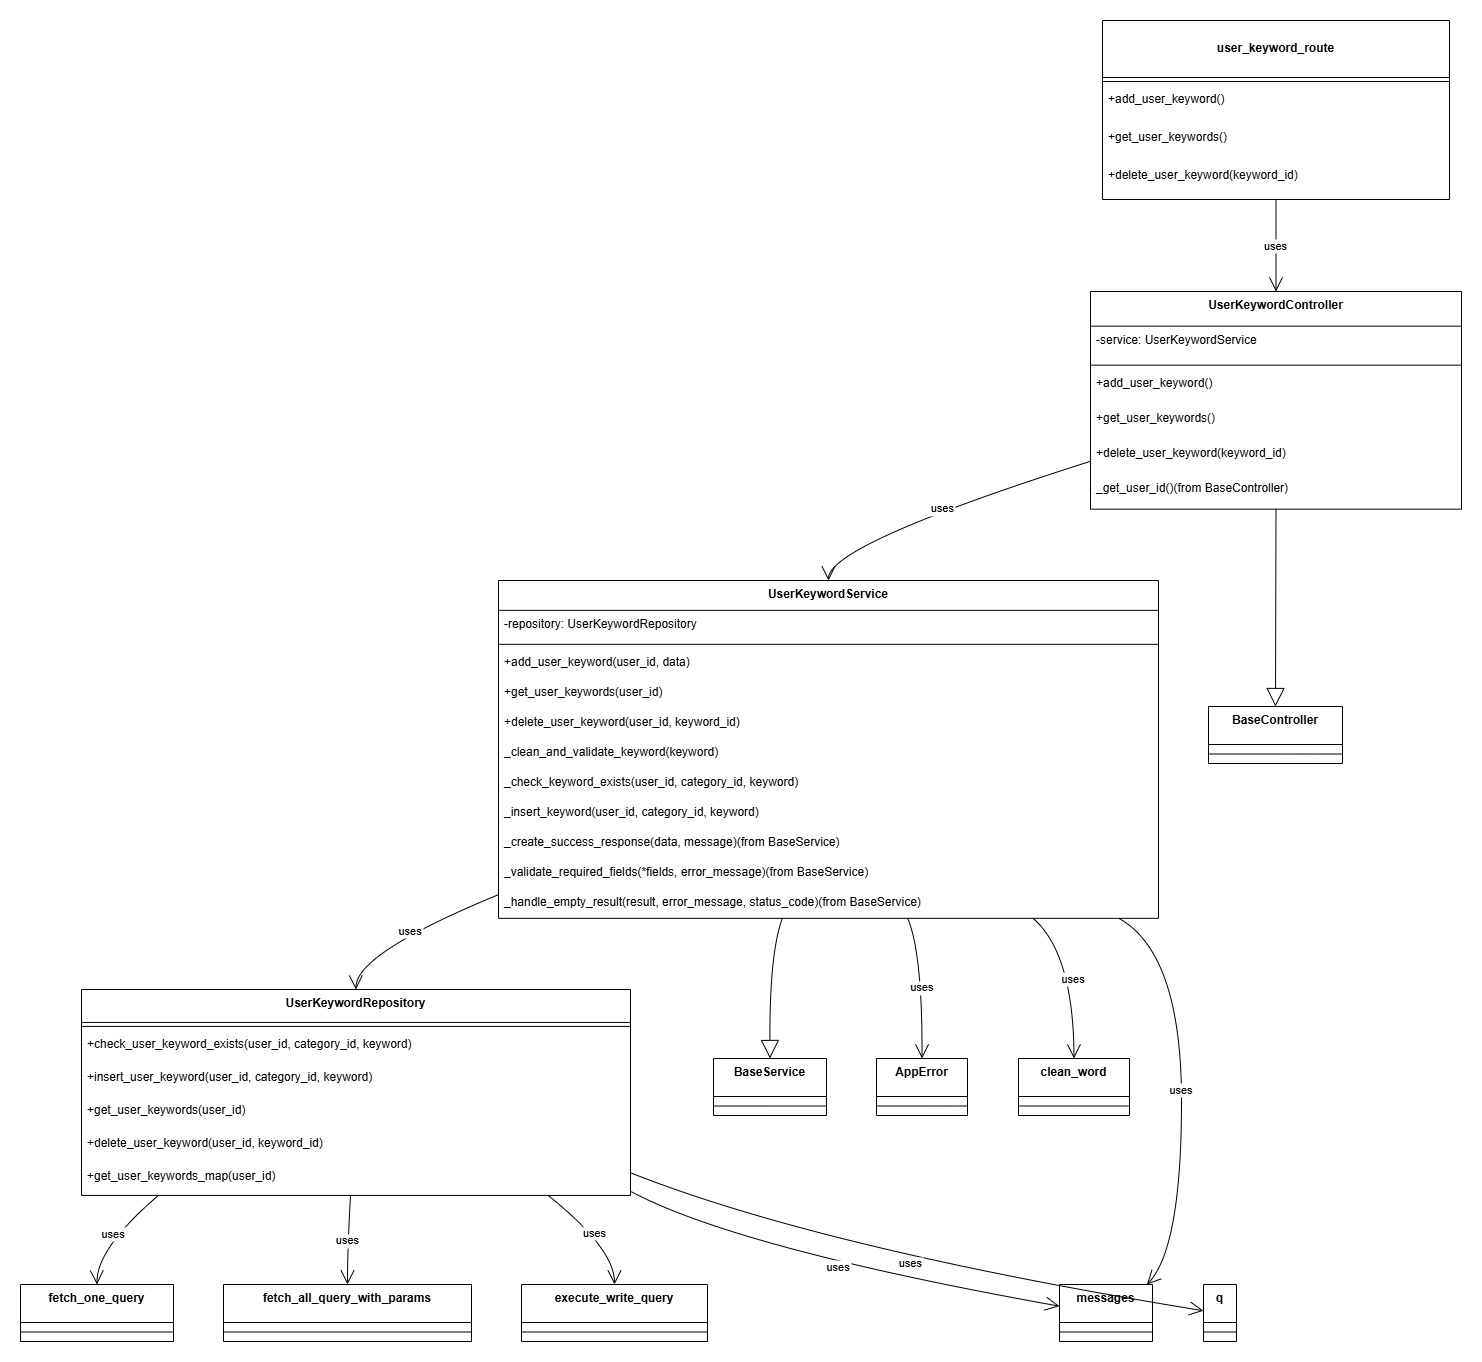 user_keyword_route
+add_user_keyword()
+get_user_keywords()
+delete_user_keyword(keyword_id)
uses
UserKeywordController
-service: UserKeywordService
+add_user_keyword()
+get_user_keywords()
+delete_user_keyword(keyword_id)
_get_user_id()(from BaseController)
uses
UserKeywordService
-repository: UserKeywordRepository
+add_user_keyword(user_id, data)
+get_user_keywords(user_id)
+delete_user_keyword(user_id, keyword_id)
_clean_and_validate_keyword(keyword)
_check_keyword_exists(user_id, category_id, keyword)
_insert_keyword(user_id, category_id, keyword)
_create_success_response(data, message)(from BaseService)
_validate_required_fields(*fields, error_message)(from BaseService)
_handle_empty_result(result, error_message, status_code)(from BaseService)
BaseController
uses
uses
uses
uses
UserKeywordRepository
+check_user_keyword_exists(user_id, category_id, keyword)
+insert_user_keyword(user_id, category_id, keyword)
+get_user_keywords(user_id)
+delete_user_keyword(user_id, keyword_id)
+get_user_keywords_map(user_id)
BaseService
AppError
clean_word
uses
uses
uses
uses
uses
fetch_one_query
fetch_all_query_with_params
execute_write_query
messages
q